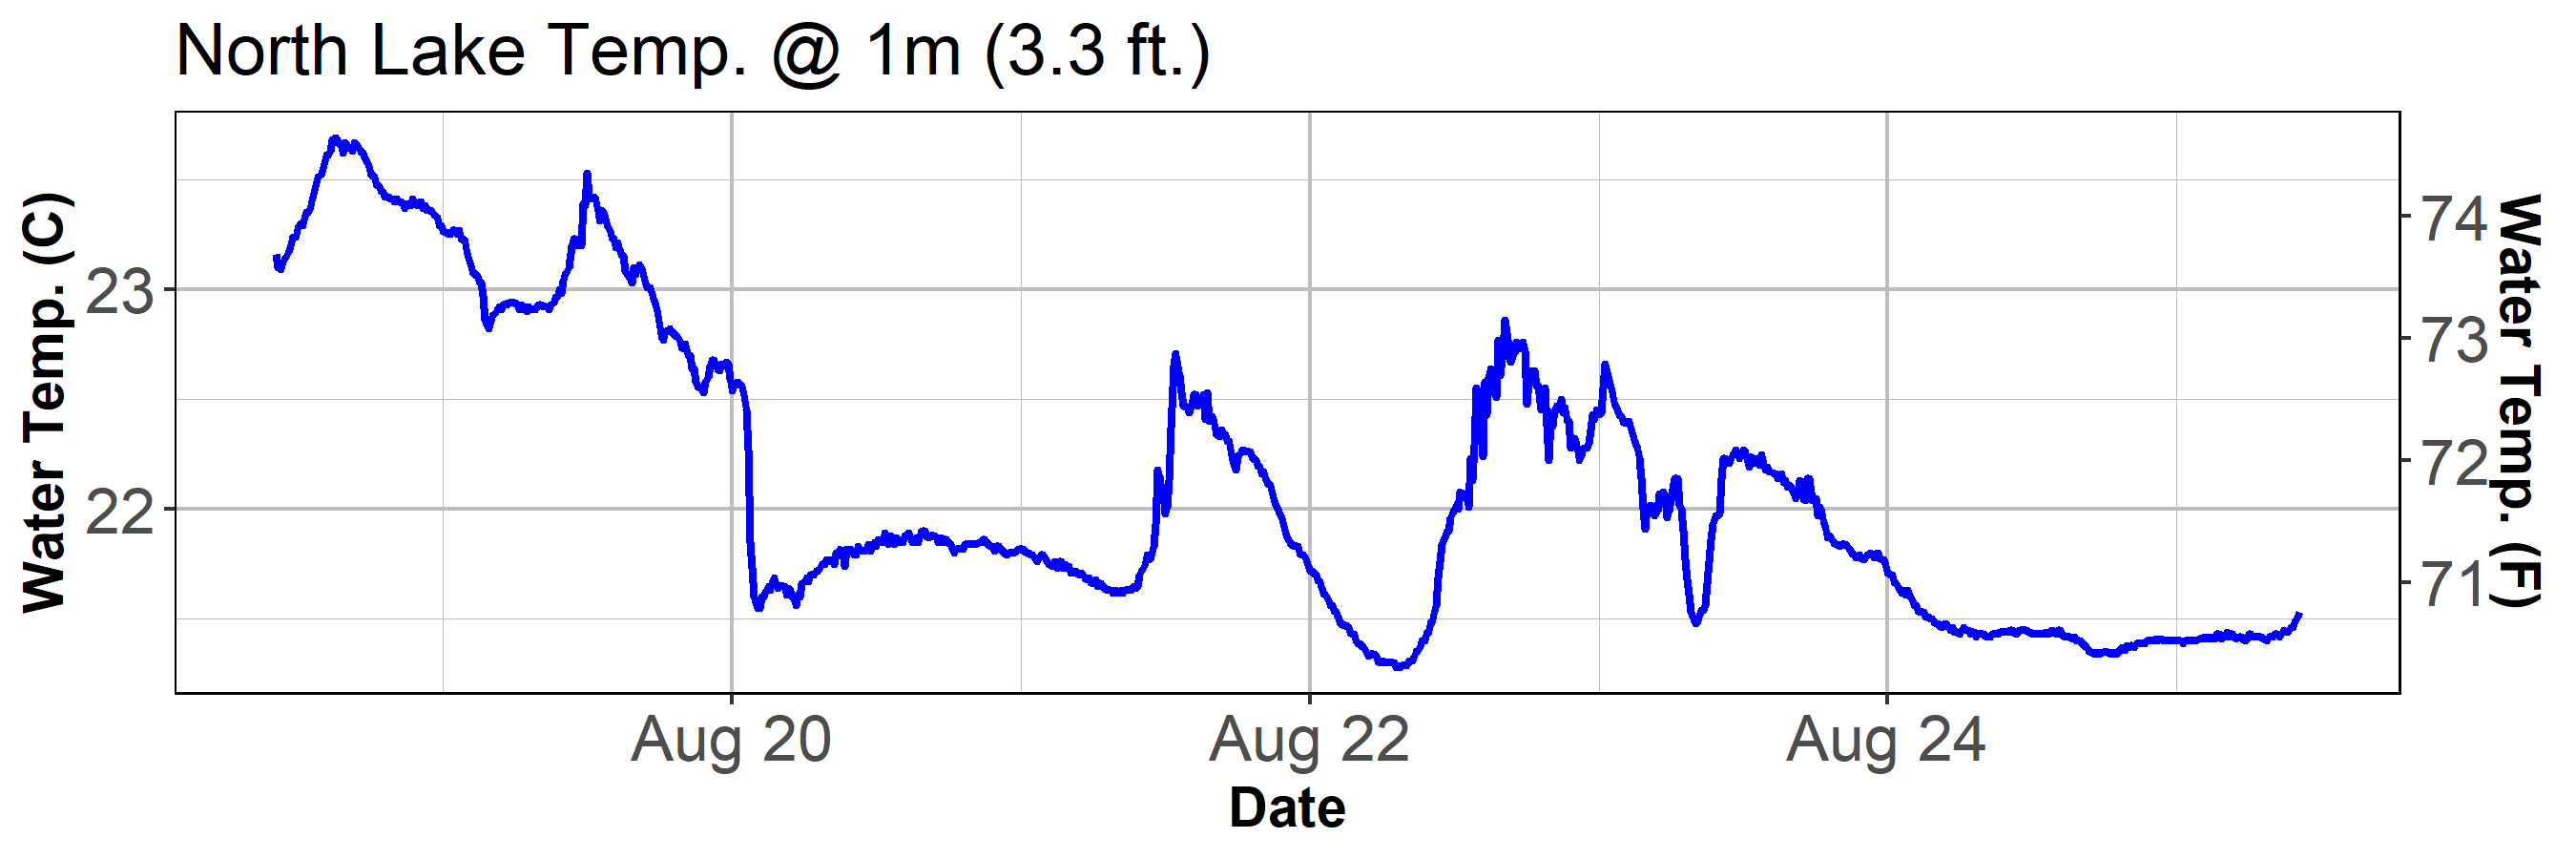 North Lake Temp. @ 1m (3.3 ft.)
Water Temp. (C)
23
22
74
73
72
71
Water Temp. (F)
Aug 20 Aug 22 Aug 24
Date